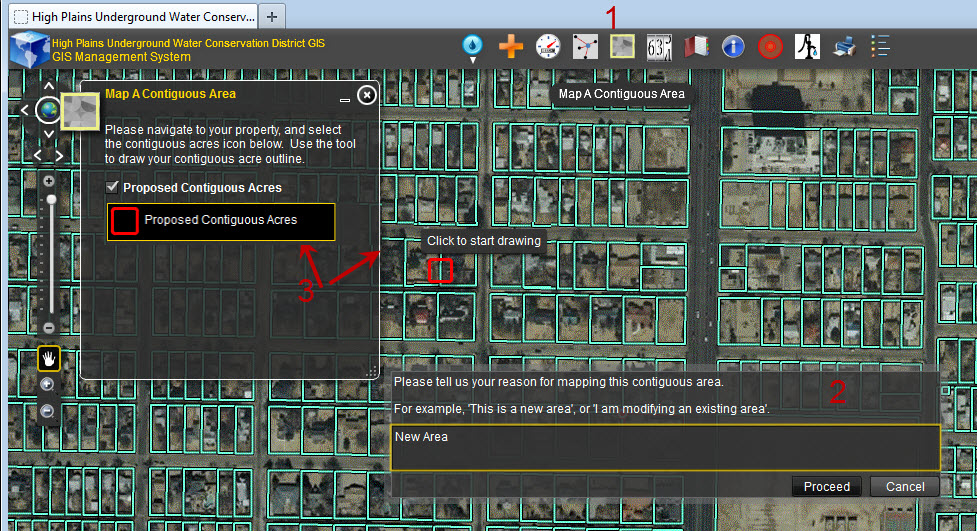 High Plains Underground Water Conserv...
1
High Plains Underground Water Conservation District GIS
GIS Management System
Map A Contiguous Area
Map A Contiguous Area
Please navigate to your property, and select
the contiguous acres icon below. Use the tool
to draw your contiguous acre outline.
Proposed Contiguous Acres
Proposed Contiguous Acres
Click to start drawing
3
Please tell us your reason for mapping this contiguous area.
2
For example, 'This is a new area', or 'I am modifying an existing area'.
New Area
Proceed
Cancel